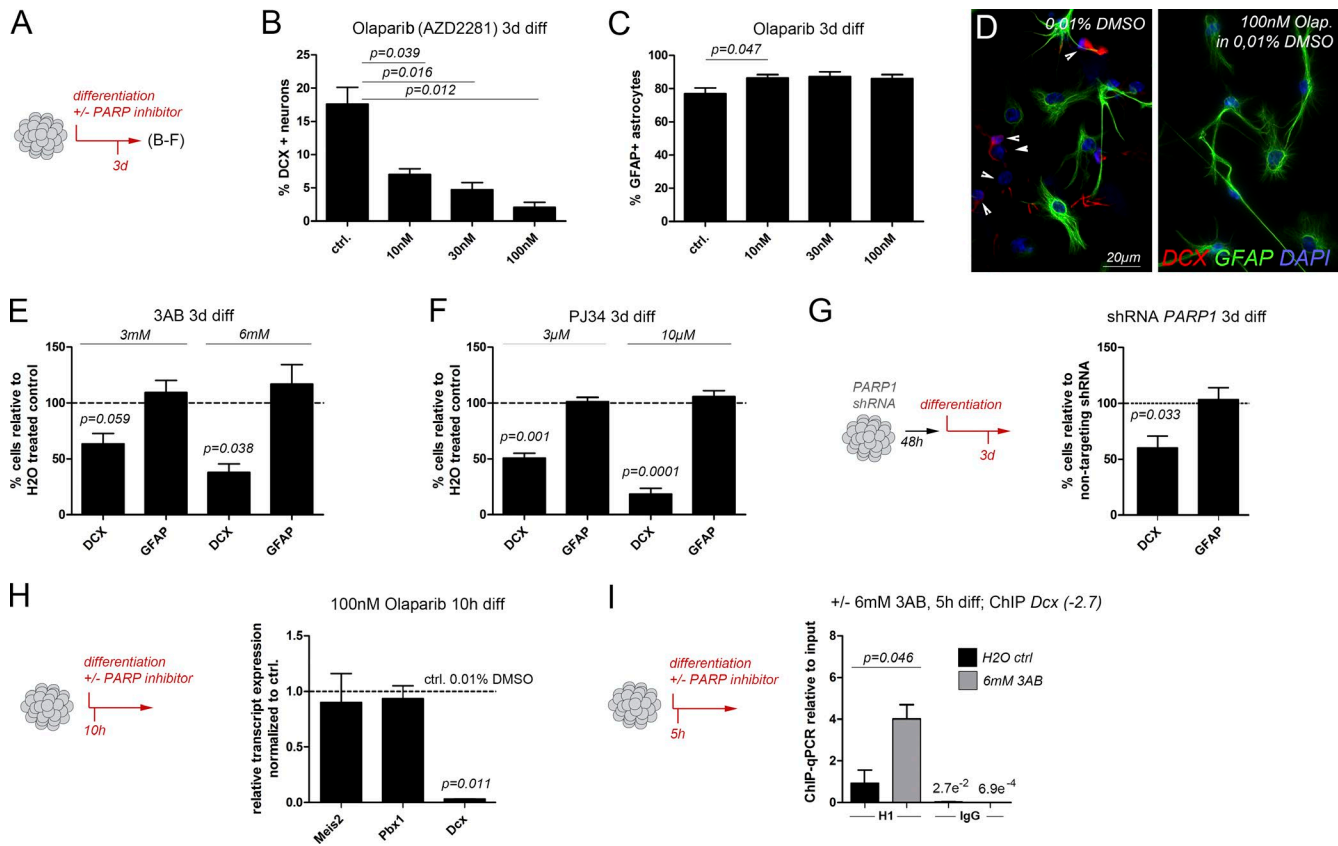 A
differentiation
+/- PARP inhibitor
(B-F)
3d
B
Olaparib (AZD2281) 3d diff
p=0.039
p=0.016
p=0.012
% DCX + neurons
25
20
15
10
5
0
ctrl.
10nM
30nM
100nM
C
Olaparib 3d diff
p=0.047
% GFAP+ astrocytes
100
80
60
40
20
0
ctrl.
10nM
30nM
100nM
D
0,01% DMSO
20µm
100nM Olap.
in 0,01% DMSO
DCX GFAP DAPI
E
3AB 3d diff
3mM
6mM
% cells relative to
H2O treated control
150
100
50
0
p=0.059
p=0.038
DCX
GFAP
DCX
GFAP
F
PJ34 3d diff
3µM
10µM
% cells relative to
H2O treated control
150
100
50
0
p=0.001
p=0.0001
DCX
GFAP
DCX
GFAP
G
PARP1
shRNA
48h
differentiation
3d
shRNA PARP1 3d diff
% cells relative to
non-targeting shRNA
150
100
50
0
p=0.033
DCX
GFAP
H
differentiation
+/- PARP inhibitor
10h
100nM Olaparib 10h diff
relative transcript expression
normalized to ctrl.
1.5
1.0
0.5
0.0
ctrl. 0.01% DMSO
p=0.011
Meis2
Pbx1
Dcx
I
differentiation
+/- PARP inhibitor
5h
+/- 6mM 3AB, 5h diff; ChIP Dcx (-2.7)
ChIP-qPCR relative to input
8
6
4
2
0
p=0.046
H2O ctrl
6mM 3AB
2.7e-2
6.9e-4
H1
IgG